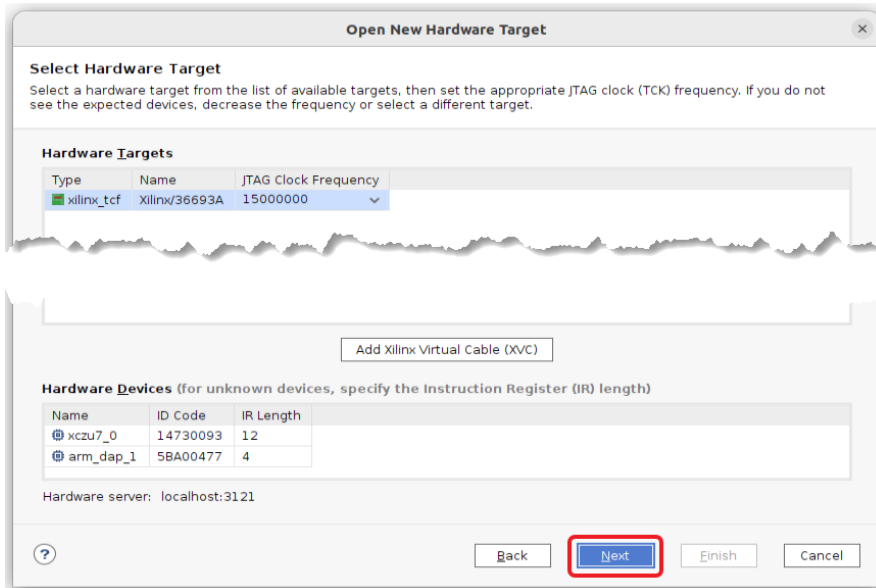 Open New Hardware Target
Select Hardware Target
Select a hardware target from the list of available targets, then set the appropriate JTAG clock (TCK) frequency. If you do not
see the expected devices, decrease the frequency or select a different target.
Hardware Targets
Type Name JTAG Clock Frequency
xilinx_tcf Xilinx/36693A 15000000
Add Xilinx Virtual Cable (XVC)
Hardware Devices (for unknown devices, specify the Instruction Register (IR) length)
Name ID Code IR Length
xczu7_0 14730093 12
arm_dap_1 5BA00477 4
Hardware server: localhost:3121
? Back Next Finish Cancel